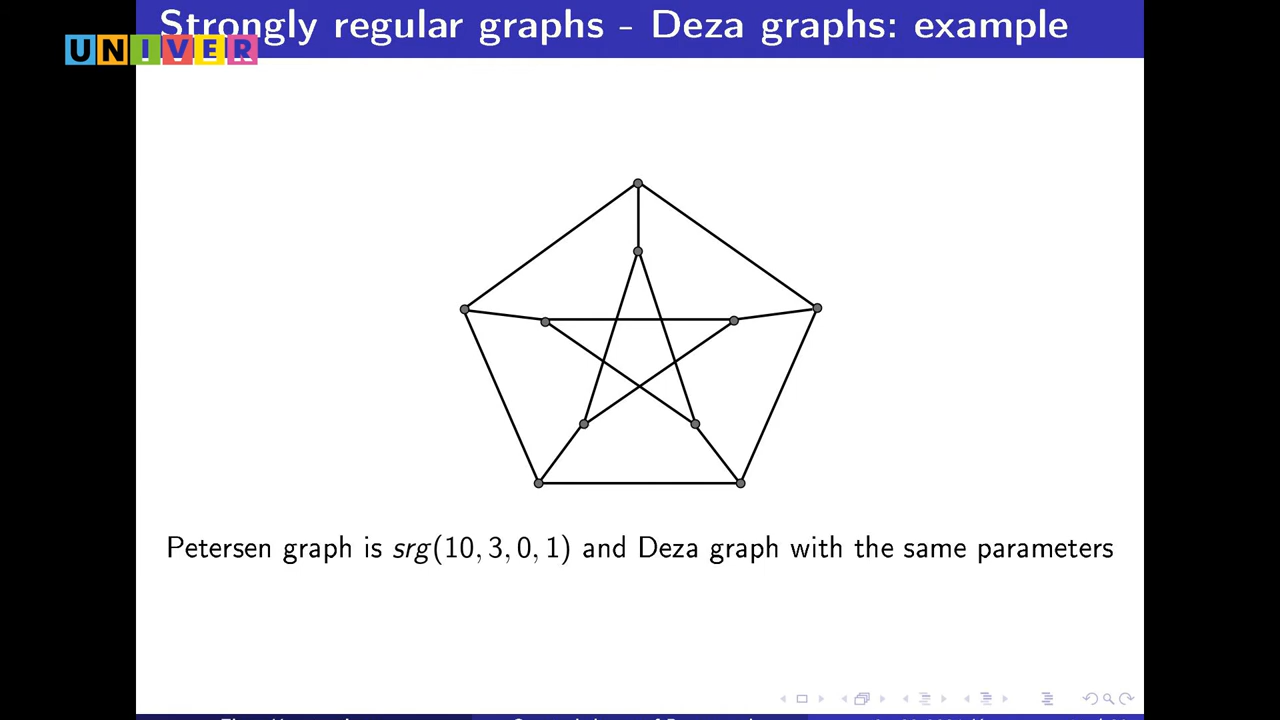 Strongly regular graphs - Deza graphs: example
UNIVER
Petersen graph is srg(10, 3, 0, 1) and Deza graph with the same parameters